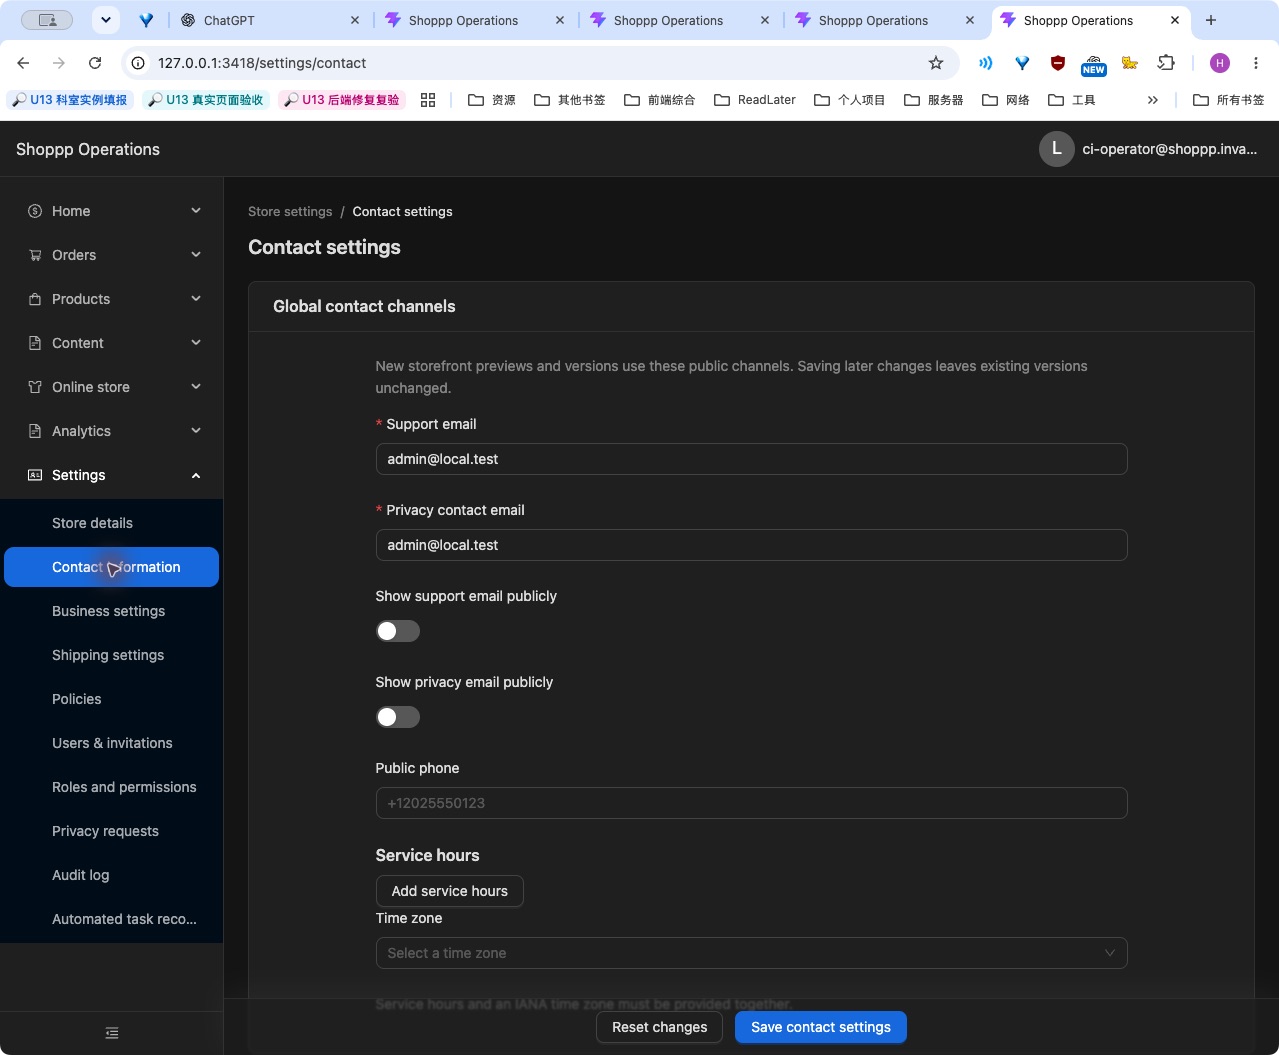 ChatGPT
Shoppp Operations
Shoppp Operations
Shoppp Operations
Shoppp Operations
127.0.0.1:3418/settings/contact
NEW
H
U13 科室实例填报
U13 真实页面验收
U13 后端修复复验
资源
其他书签
前端综合
ReadLater
个人项目
服务器
网络
工具
所有书签
Shoppp Operations
L
ci-operator@shoppp.inva...
Home
Orders
Products
Content
Online store
Analytics
Settings
Store details
Contact information
Business settings
Shipping settings
Policies
Users & invitations
Roles and permissions
Privacy requests
Audit log
Automated task reco...
Store settings / Contact settings
Contact settings
Global contact channels
New storefront previews and versions use these public channels. Saving later changes leaves existing versions
unchanged.
* Support email
admin@local.test
* Privacy contact email
admin@local.test
Show support email publicly
Show privacy email publicly
Public phone
+12025550123
Service hours
Add service hours
Time zone
Select a time zone
Service hours and an IANA time zone must be provided together.
Reset changes
Save contact settings